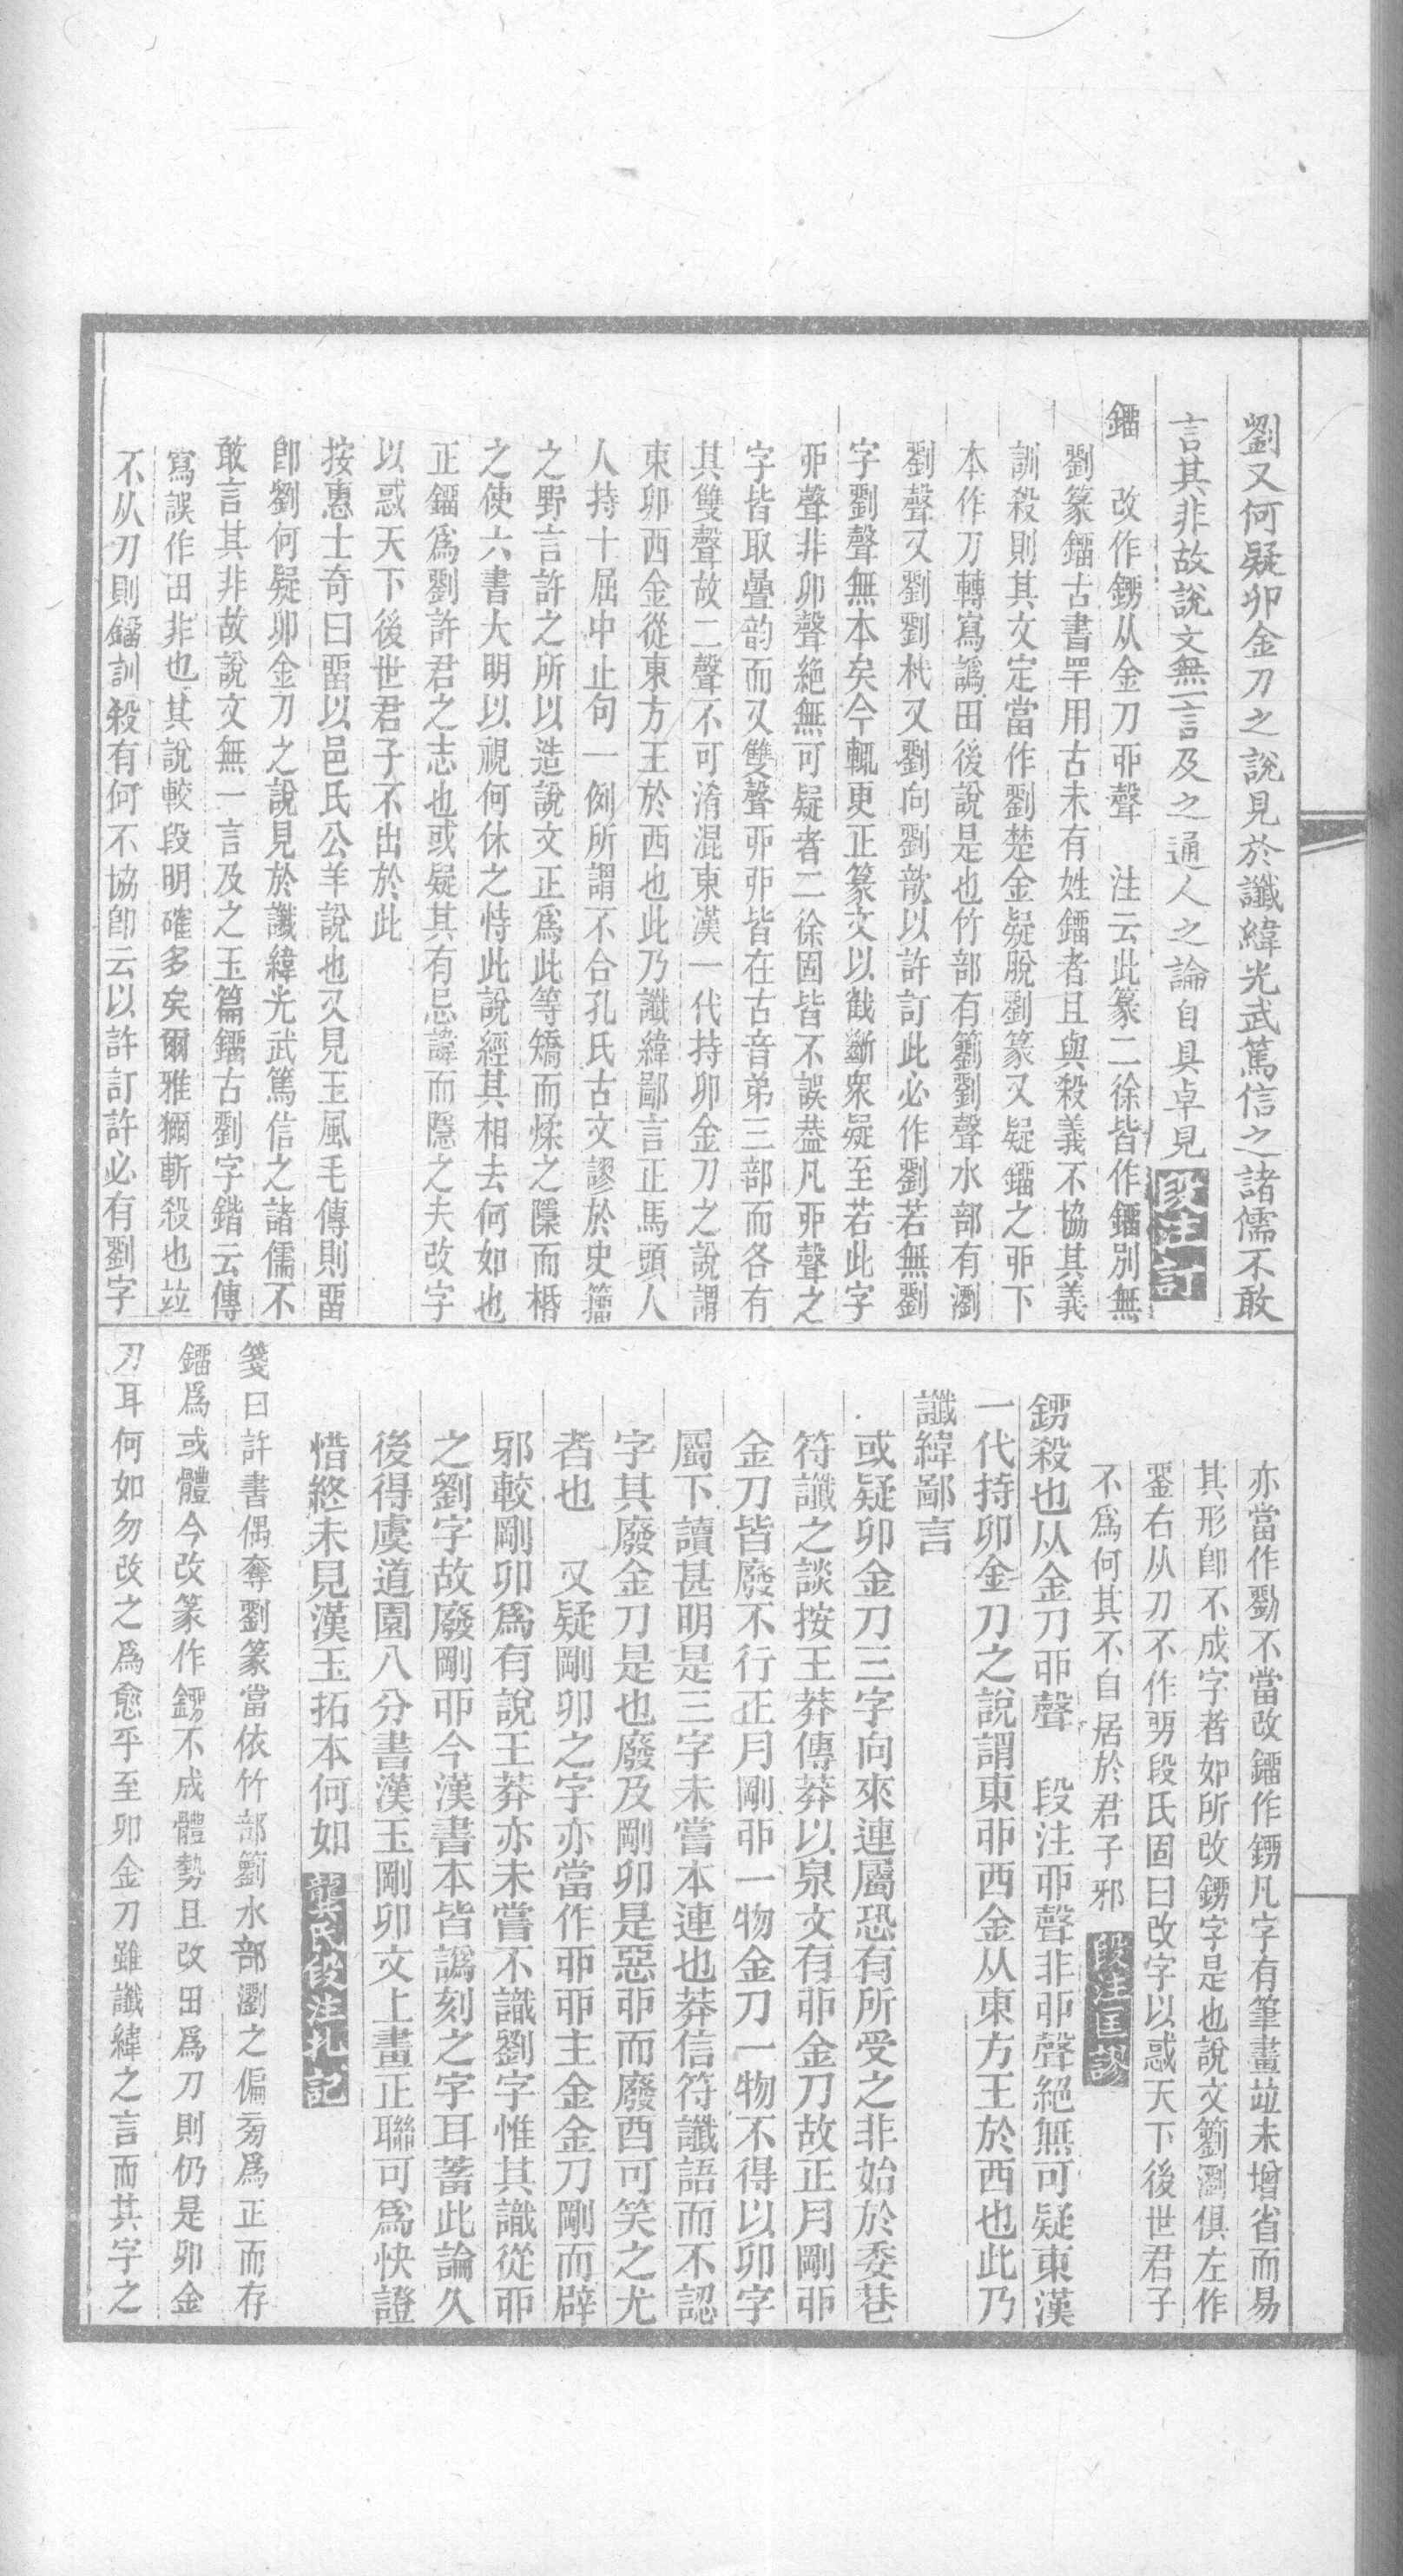 劉又何疑卯金刀之說見於讖緯光武篤信之諸儒不敢
言其非故說文無一言及之通人之論自具卓見 段注訂
鐂 改作䥐从金刀丣聲 注云此篆二徐皆作鐂別無
劉篆鐂古書罕用古未有姓鐂者且與殺義不協其義
訓殺則其文定當作劉楚金疑脫劉篆又疑鐂之丣下
本作刀轉寫譌田後說是也竹部有籀劉聲水部有瀏
劉聲又劉劉杙又劉向劉歆以許訂此必作劉若無劉
字劉聲無本矣今輒更正篆文以截斷衆疑至若此字
丣聲非卯聲絕無可疑者二徐固皆不誤葢凡丣聲之
字皆取疊韵而又雙聲丣戼皆在古音弟三部而各有
其雙聲故二聲不可淆混東漢一代持卯金刀之說謂
東卯西金從東方王於西也此乃讖緯鄙言正馬頭人
人持十屈中止句一例所謂不合孔氏古文謬於史籀
之野言許之所以造說文正爲此等矯而煣之隱而桰
之使六書大明以視何休之恃此說經其相去何如也
正鐂爲劉許君之志也或疑其有忌諱而隱之夫改字
以惑天下後世君子不出於此
按惠士奇曰畱以邑氏公羊說也又見王風毛傳則畱
卽劉何疑卯金刀之說見於讖緯光武篤信之諸儒不
敢言其非故說文無一言及之玉篇鐂古劉字鍇云傳
寫誤作田非也其說較段明確多矣爾雅獮斬殺也竝
不从刀則鐂訓殺有何不協卽云以許訂許必有劉字
亦當作劉不當改鐂作䥐凡字有筆畫竝未增省而易
其形卽不成字者如所改䥐字是也說文籀瀏俱左作

右从刀不作
段氏固曰改字以惑天下後世君子
不爲何其不自居於君子邪 段注匡謬
䥐殺也从金刀丣聲 段注丣聲非戼聲絕無可疑東漢
一代持卯金刀之說謂東戼西金从東方王於西也此乃
讖緯鄙言
或疑卯金刀三字向來連屬恐有所受之非始於委巷
符讖之談按王莽傳莽以泉文有戼金刀故正月剛戼
金刀皆廢不行正月剛戼一物金刀一物不得以卯字
屬下讀甚明是三字未嘗本連也莽信符讖語而不認
字其廢金刀是也廢及剛卯是惡戼而廢酉可笑之尤
者也 又疑剛卯之字亦當作丣丣主金金刀剛而辟
邪較剛卯爲有說王莽亦未嘗不識劉字惟其識從丣
之劉字故廢剛丣今漢書本皆譌刻之字耳蓄此論久
後得虞道園八分書漢玉剛卯文上畫正聯可爲快證
惜終未見漢玉拓本何如 龔氏段注札記
箋曰許書偶奪劉篆當依竹部籀水部瀏之偏旁爲正而存
鐂爲或體今改篆作䥐不成體勢且改田爲刀則仍是卯金
刀耳何如勿改之爲愈乎至卯金刀雖讖緯之言而其字之